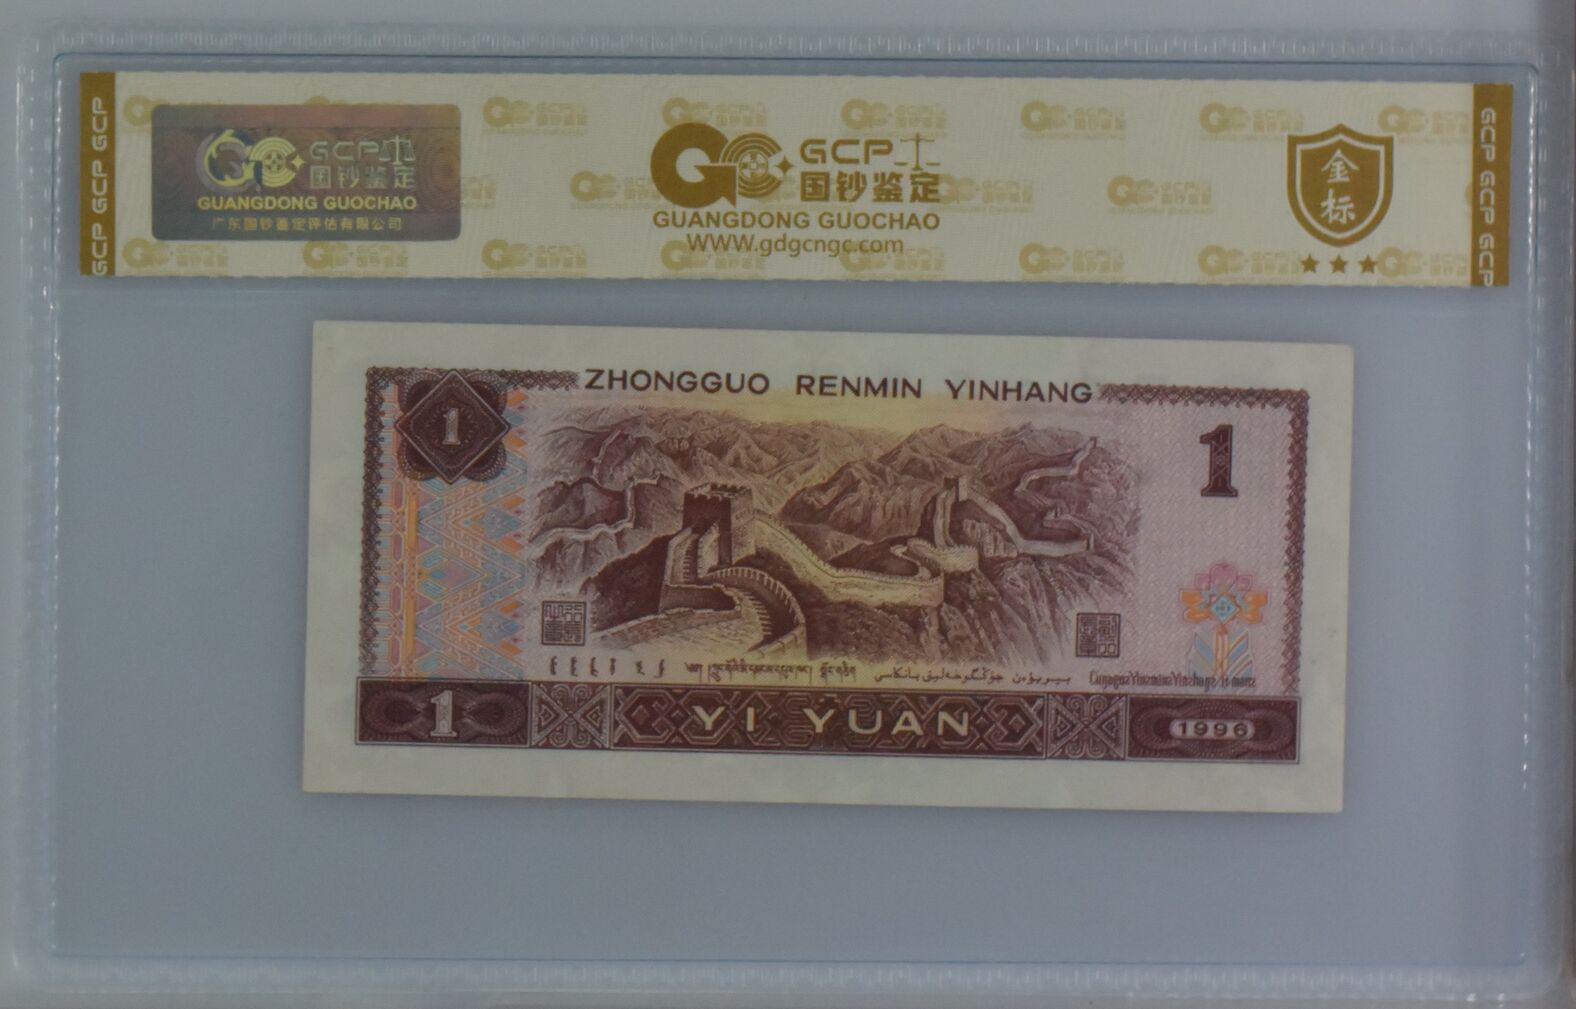 GCP GCP GCP
GCP
国钞鉴定
GUANGDONG GUOCHAO
广东国钞鉴定评估有限公司
GCP
国钞鉴定
GUANGDONG GUOCHAO
WWW.gdgcngc.com
金
标
GCP GCP GCP
ZHONGGUO RENMIN YINHANG
1
1
1
YI YUAN
1996